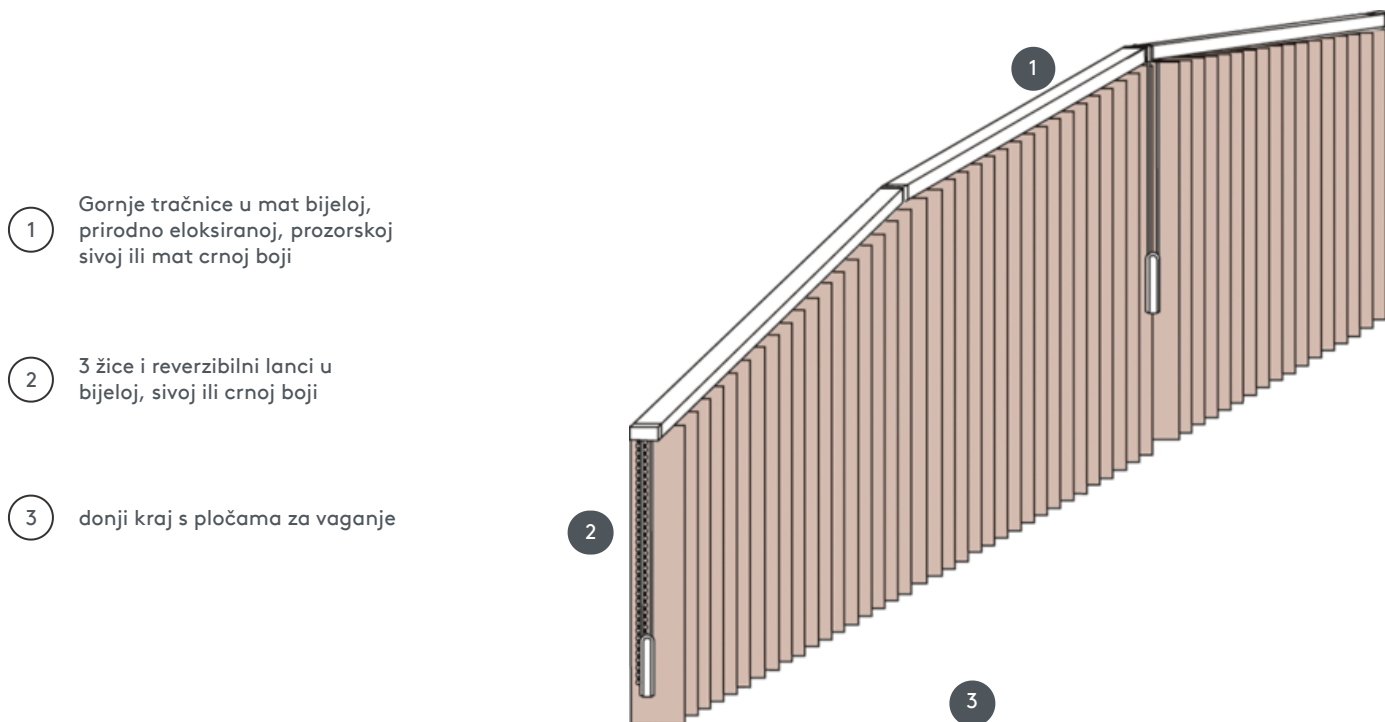 1
Gornje tračnice u mat bijeloj,
prirodno eloksiranoj, prozorskoj
sivoj ili mat crnoj boji
2
3 žice i reverzibilni lanci u
bijeloj, sivoj ili crnoj boji
3
donji kraj s pločama za vaganje
1
2
3